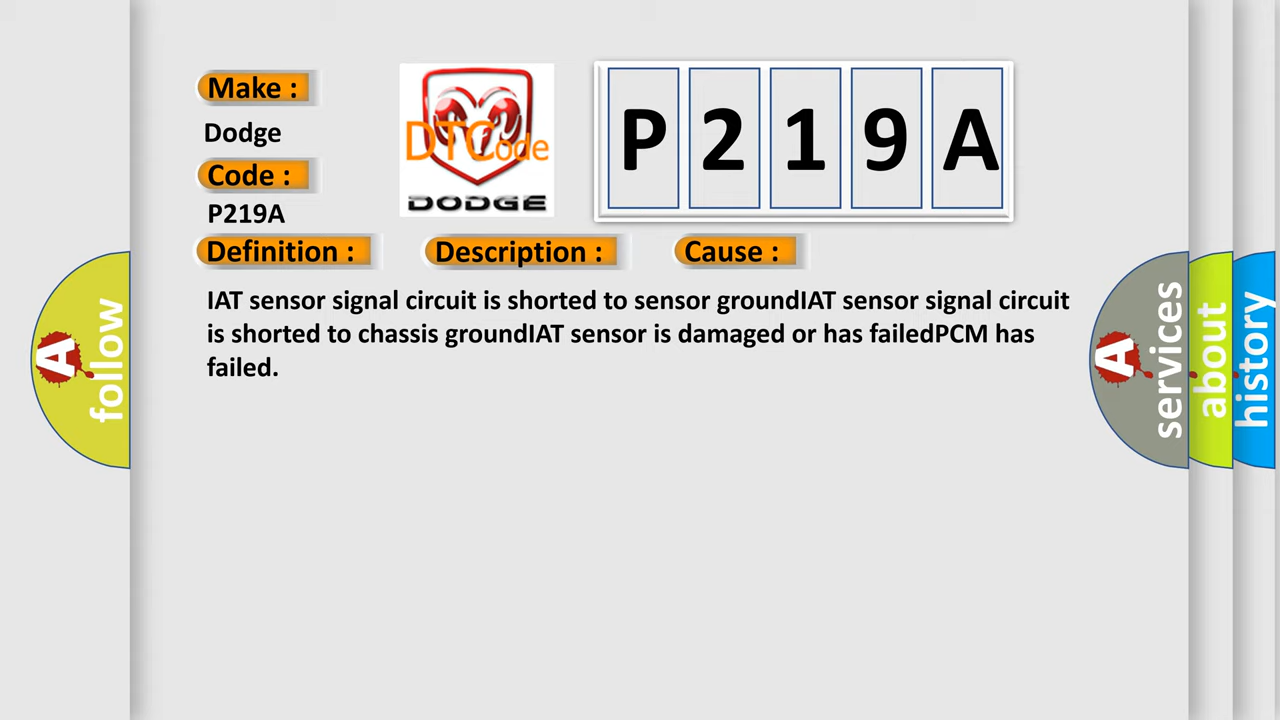 Make :
Dodge
Code :
P219A
DTCode
DODGE
P 2 1 9 A
Definition :
Description :
Cause :
IAT sensor signal circuit is shorted to sensor groundIAT sensor signal circuit
is shorted to chassis groundIAT sensor is damaged or has failedPCM has
failed.
A follow
A services
about
history